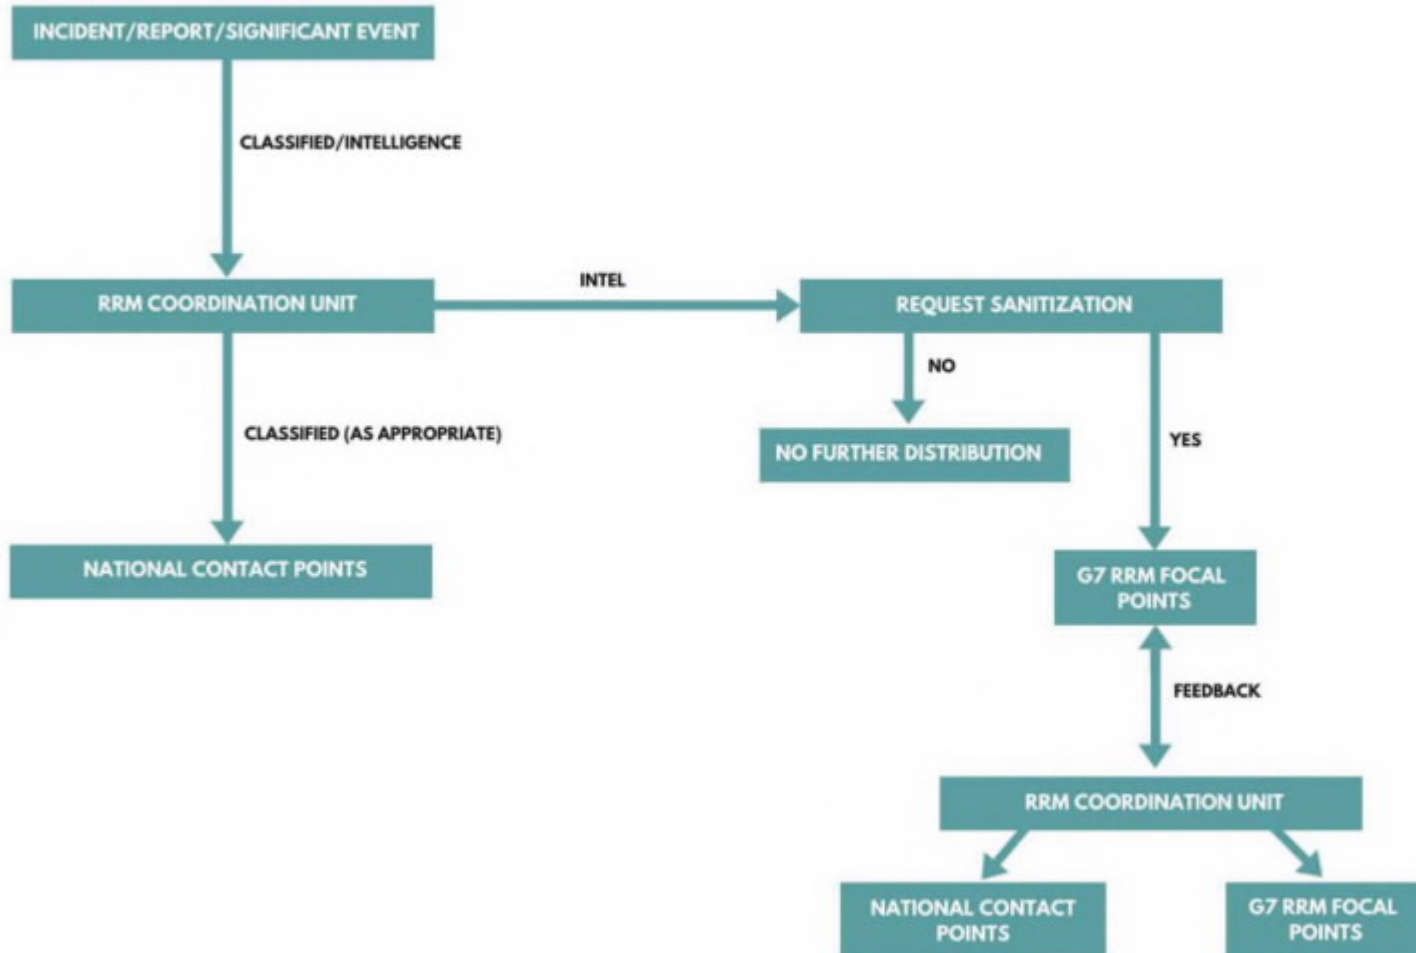 INCIDENT/REPORT/SIGNIFICANT EVENT
CLASSIFIED/INTELLIGENCE
RRM COORDINATION UNIT
INTEL
REQUEST SANITIZATION
NO
CLASSIFIED (AS APPROPRIATE)
YES
NO FURTHER DISTRIBUTION
NATIONAL CONTACT POINTS
G7 RRM FOCAL
POINTS
FEEDBACK
RRM COORDINATION UNIT
NATIONAL CONTACT
POINTS
G7 RRM FOCAL
POINTS